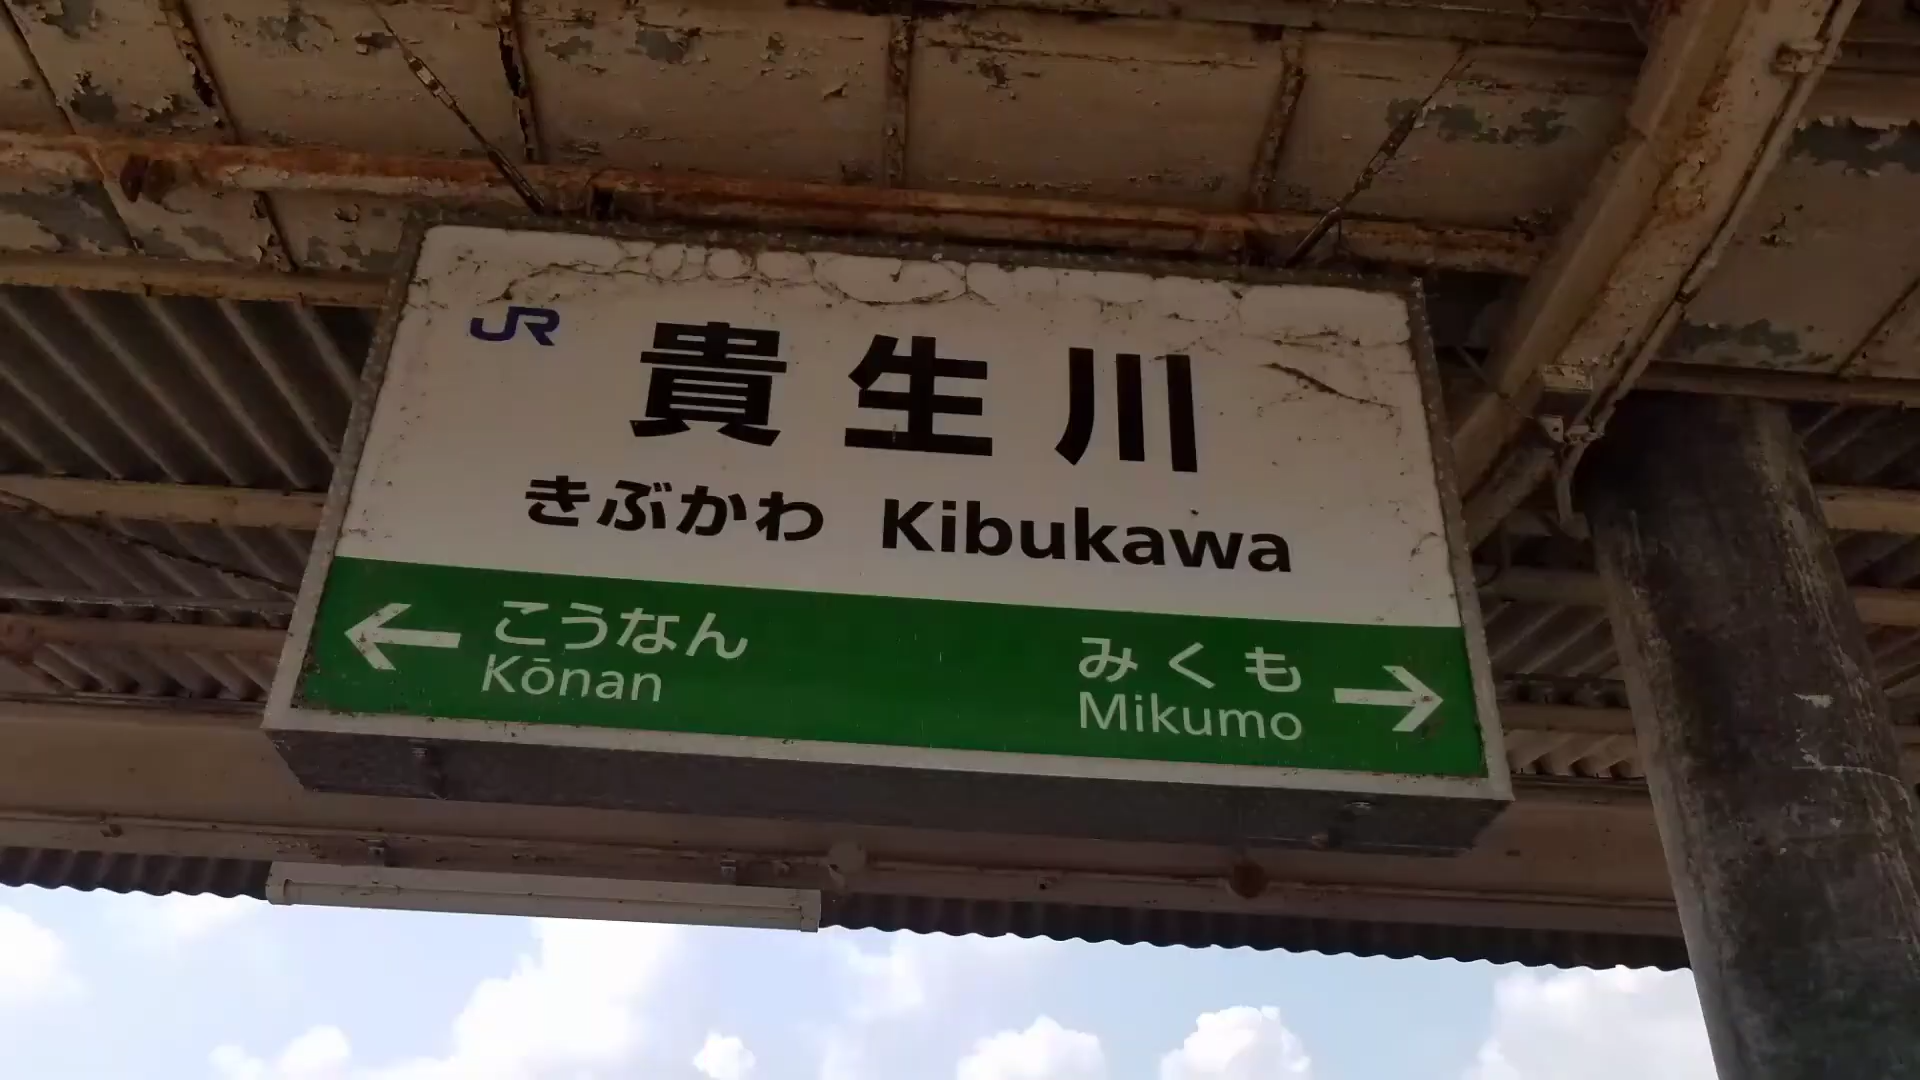 JR
貴生川
きぶかわ Kibukawa
← こうなん
Kōnan
みくも →
Mikumo